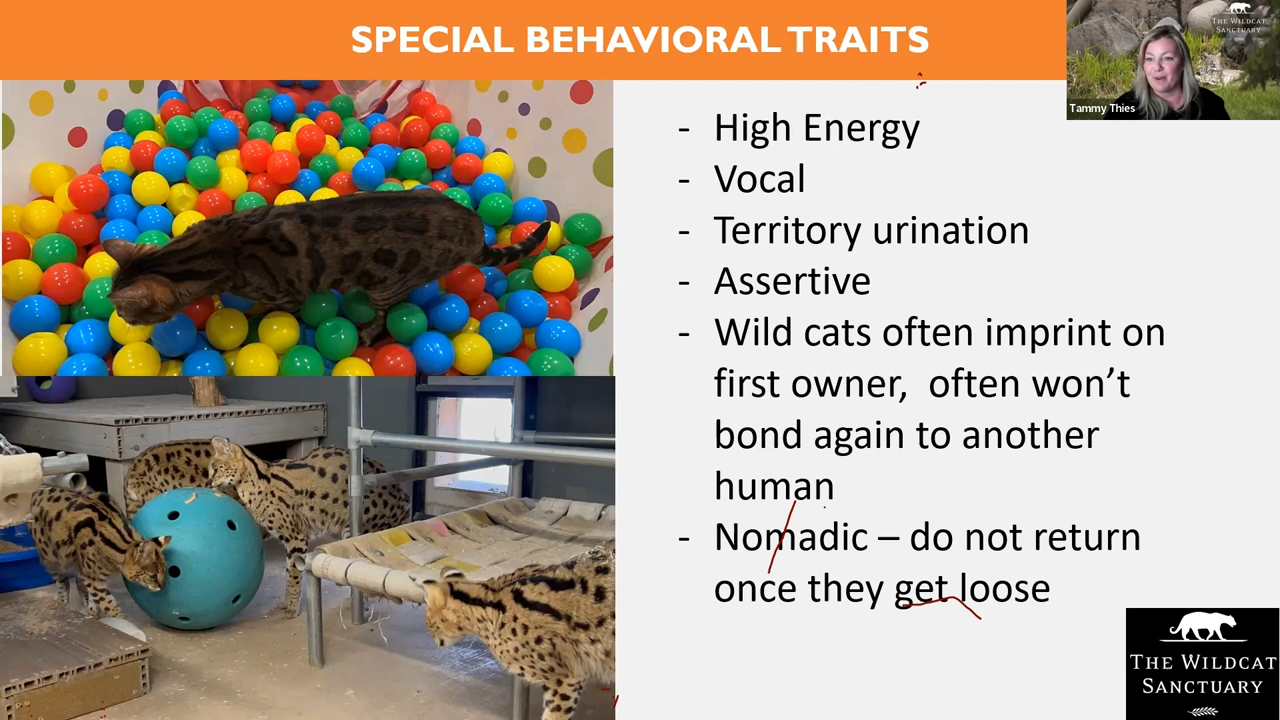 SPECIAL BEHAVIORAL TRAITS
THE WILDCAT
SANCTUARY
Tammy Thies
- High Energy
- Vocal
- Territory urination
- Assertive
- Wild cats often imprint on
first owner, often won’t
bond again to another
human
- Nomadic – do not return
once they get loose
THE WILDCAT
SANCTUARY